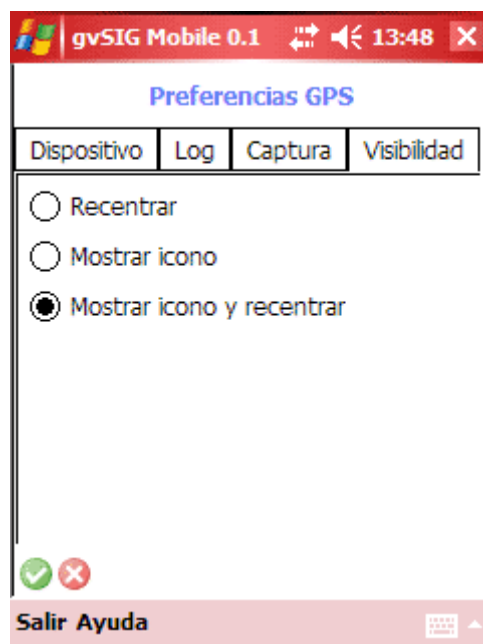 gvSIG Mobile 0.1 13:48
Preferencias GPS
Dispositivo Log Captura Visibilidad
Recentrar
Mostrar icono
Mostrar icono y recentrar
Salir Ayuda